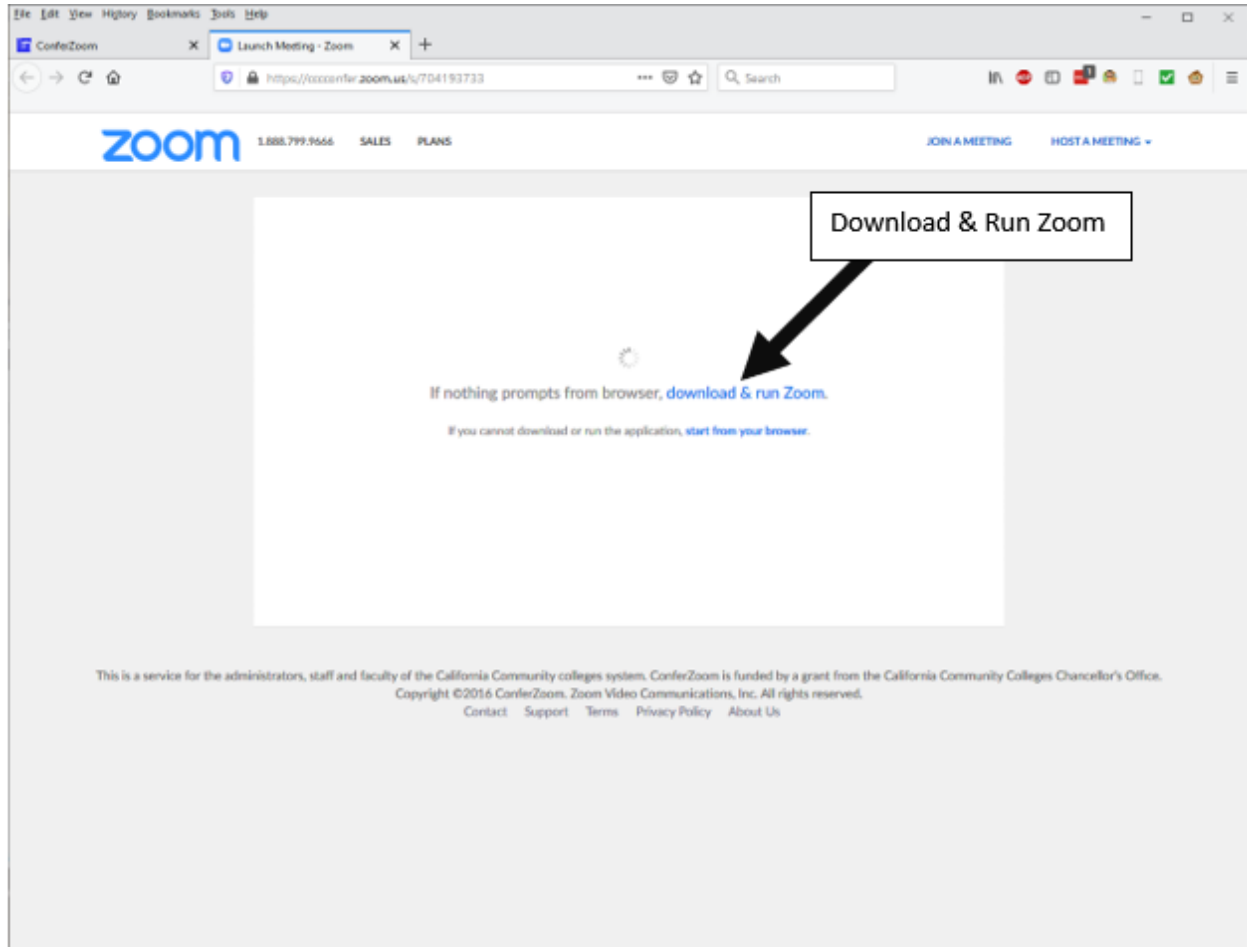 File Edit View History Bookmarks Tools Help
ConferZoom
Launch Meeting - Zoom
https://cccconfer.zoom.us/s/704193733
Search
1
zoom
1.888.799.9666 SALES PLANS
JOIN A MEETING HOST A MEETING
Download & Run Zoom
If nothing prompts from browser, download & run Zoom.
If you cannot download or run the application, start from your browser.
This is a service for the administrators, staff and faculty of the California Community colleges system. ConferZoom is funded by a grant from the California Community Colleges Chancellor's Office.
Copyright ©2016 ConferZoom. Zoom Video Communications, Inc. All rights reserved.
Contact Support Terms Privacy Policy About Us